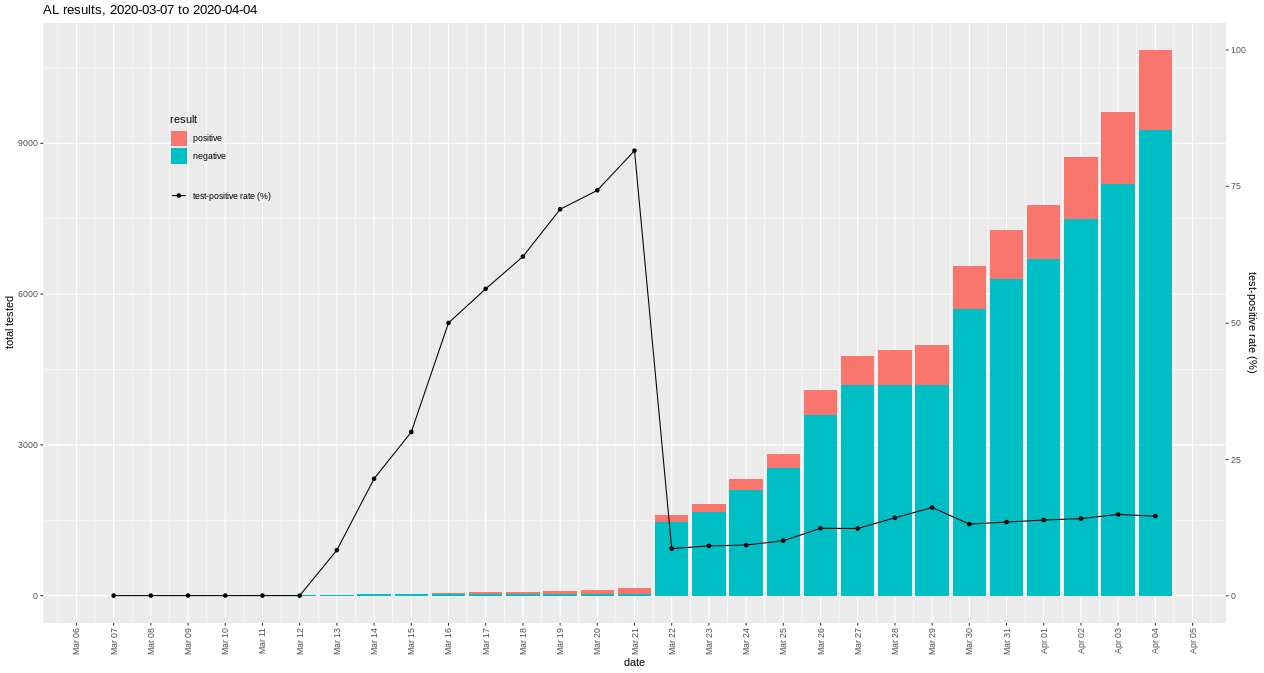 AL results, 2020-03-07 to 2020-04-04
result
positive
negative
test-positive rate (%)
total tested
9000
6000
3000
0
100
75
50
25
0
test-positive rate (%)
Mar 06
Mar 07
Mar 08
Mar 09
Mar 10
Mar 11
Mar 12
Mar 13
Mar 14
Mar 15
Mar 16
Mar 17
Mar 18
Mar 19
Mar 20
Mar 21
Mar 22
Mar 23
Mar 24
Mar 25
Mar 26
Mar 27
Mar 28
Mar 29
Mar 30
Mar 31
Apr 01
Apr 02
Apr 03
Apr 04
Apr 05
date